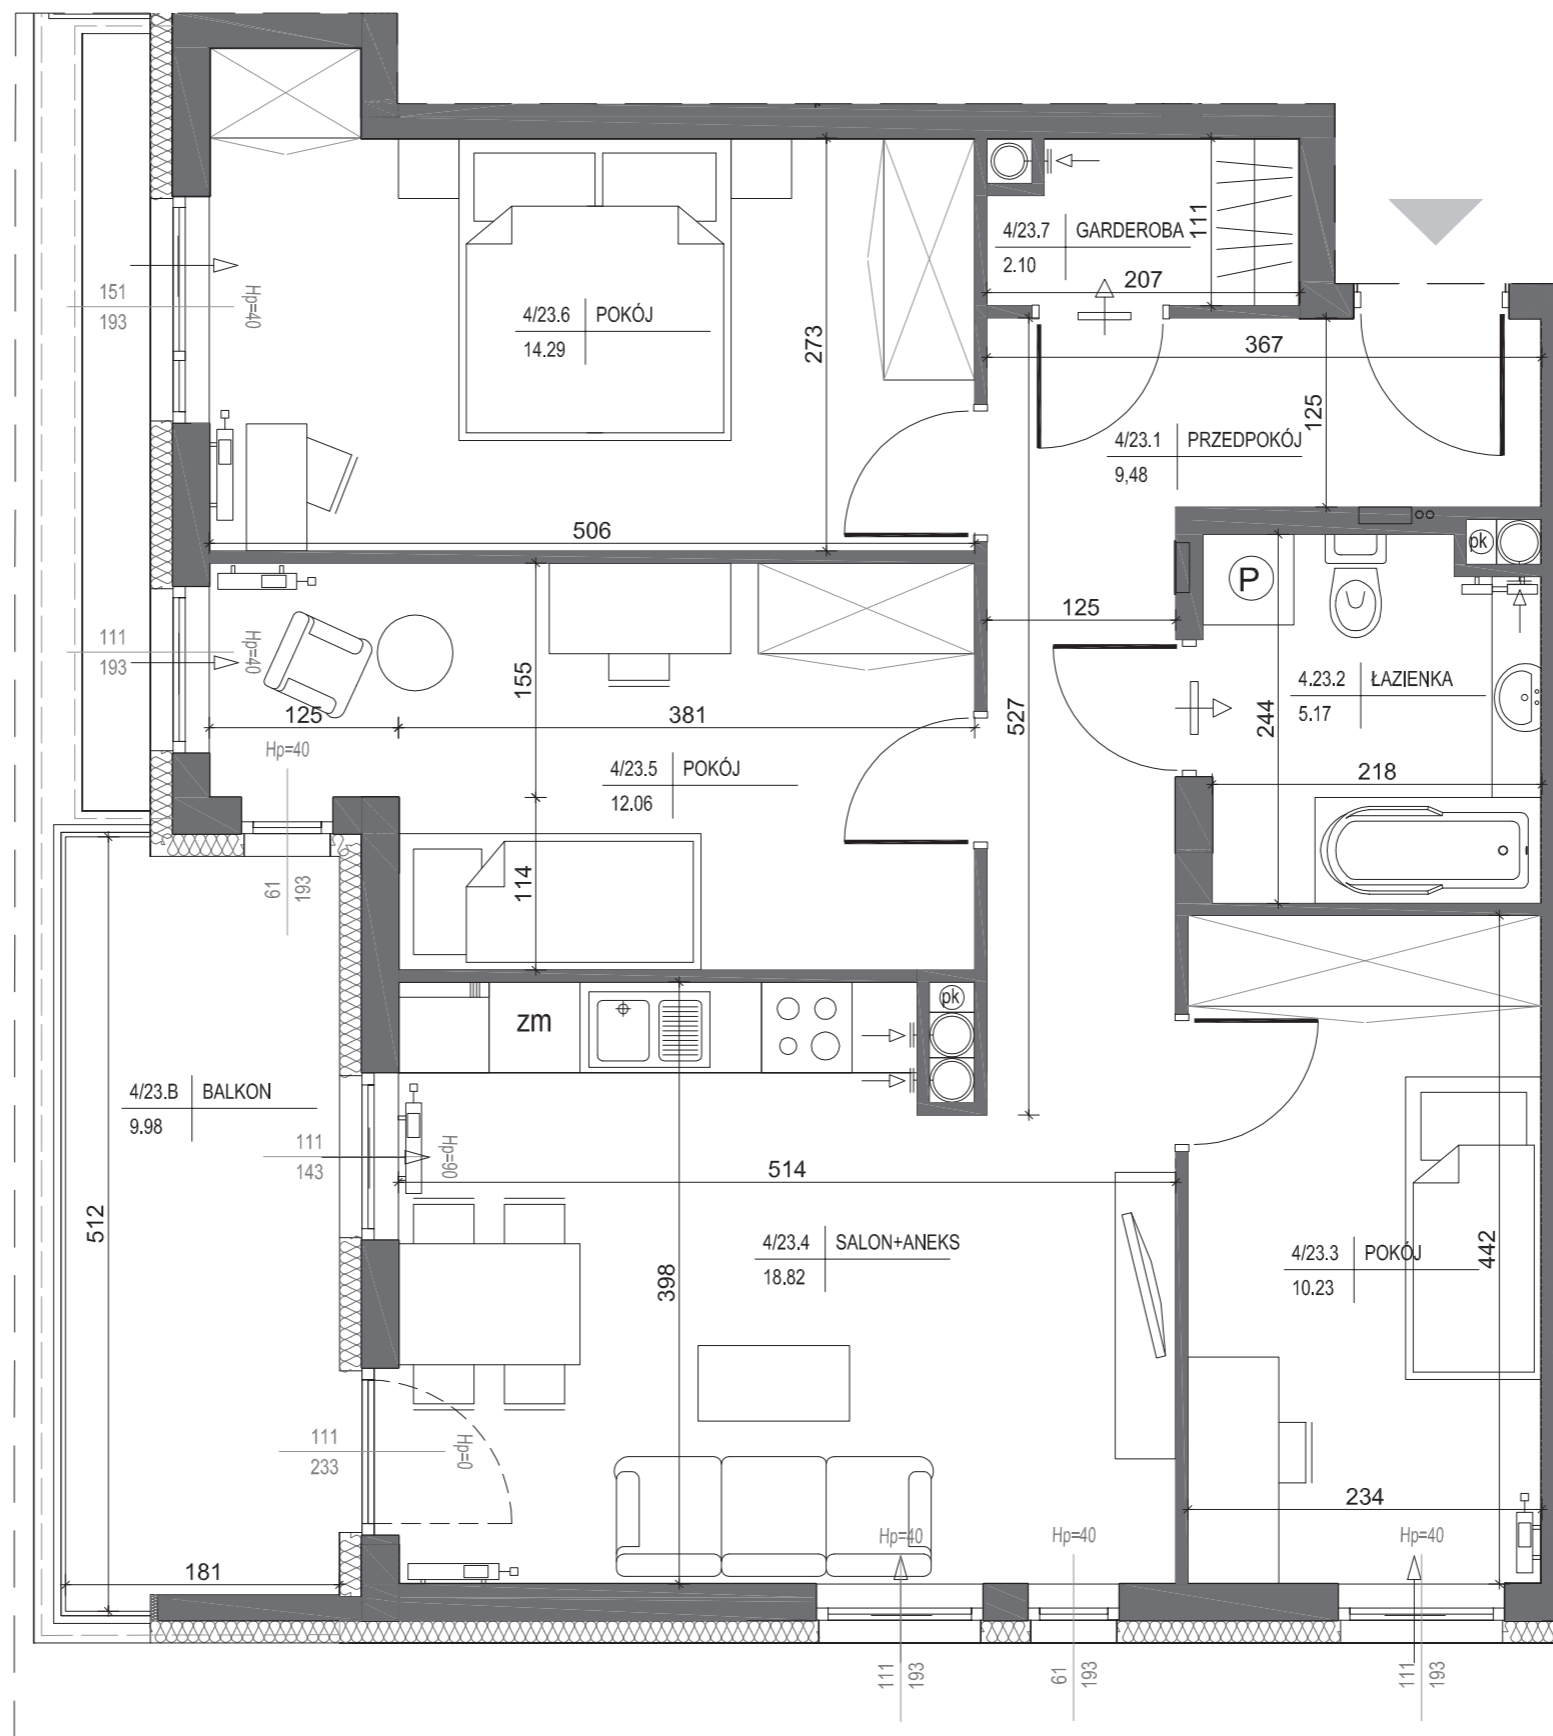 4/23.7 GARDEROBA
2.10
111
207
151
193
Hp=40
4/23.6 POKÓJ
14.29
273
367
125
4/23.1 PRZEDPOKÓJ
9,48
506
pk
P
125
111
193
Hp=40
155
4.23.2 ŁAZIENKA
5.17
125
381
527
244
Hp=40
4/23.5 POKÓJ
12.06
218
61
193
114
pk
zm
4/23.B BALKON
9.98
111
143
Hp=90
514
512
398
4/23.4 SALON+ANEKS
18.82
4/23.3 POKÓJ
10.23
442
111
233
Hp=0
234
Hp=40
Hp=40
Hp=40
181
111
193
61
193
111
193